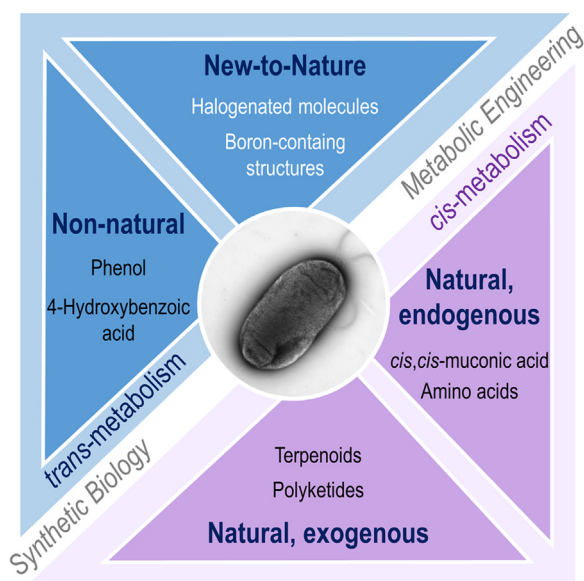 New-to-Nature
Halogenated molecules
Boron-containg
structures
Metabolic Engineering
cis-metabolism
Non-natural
Phenol
4-Hydroxybenzoic
acid
Natural,
endogenous
cis,cis-muconic acid
Amino acids
trans-metabolism
Synthetic Biology
Terpenoids
Polyketides
Natural, exogenous